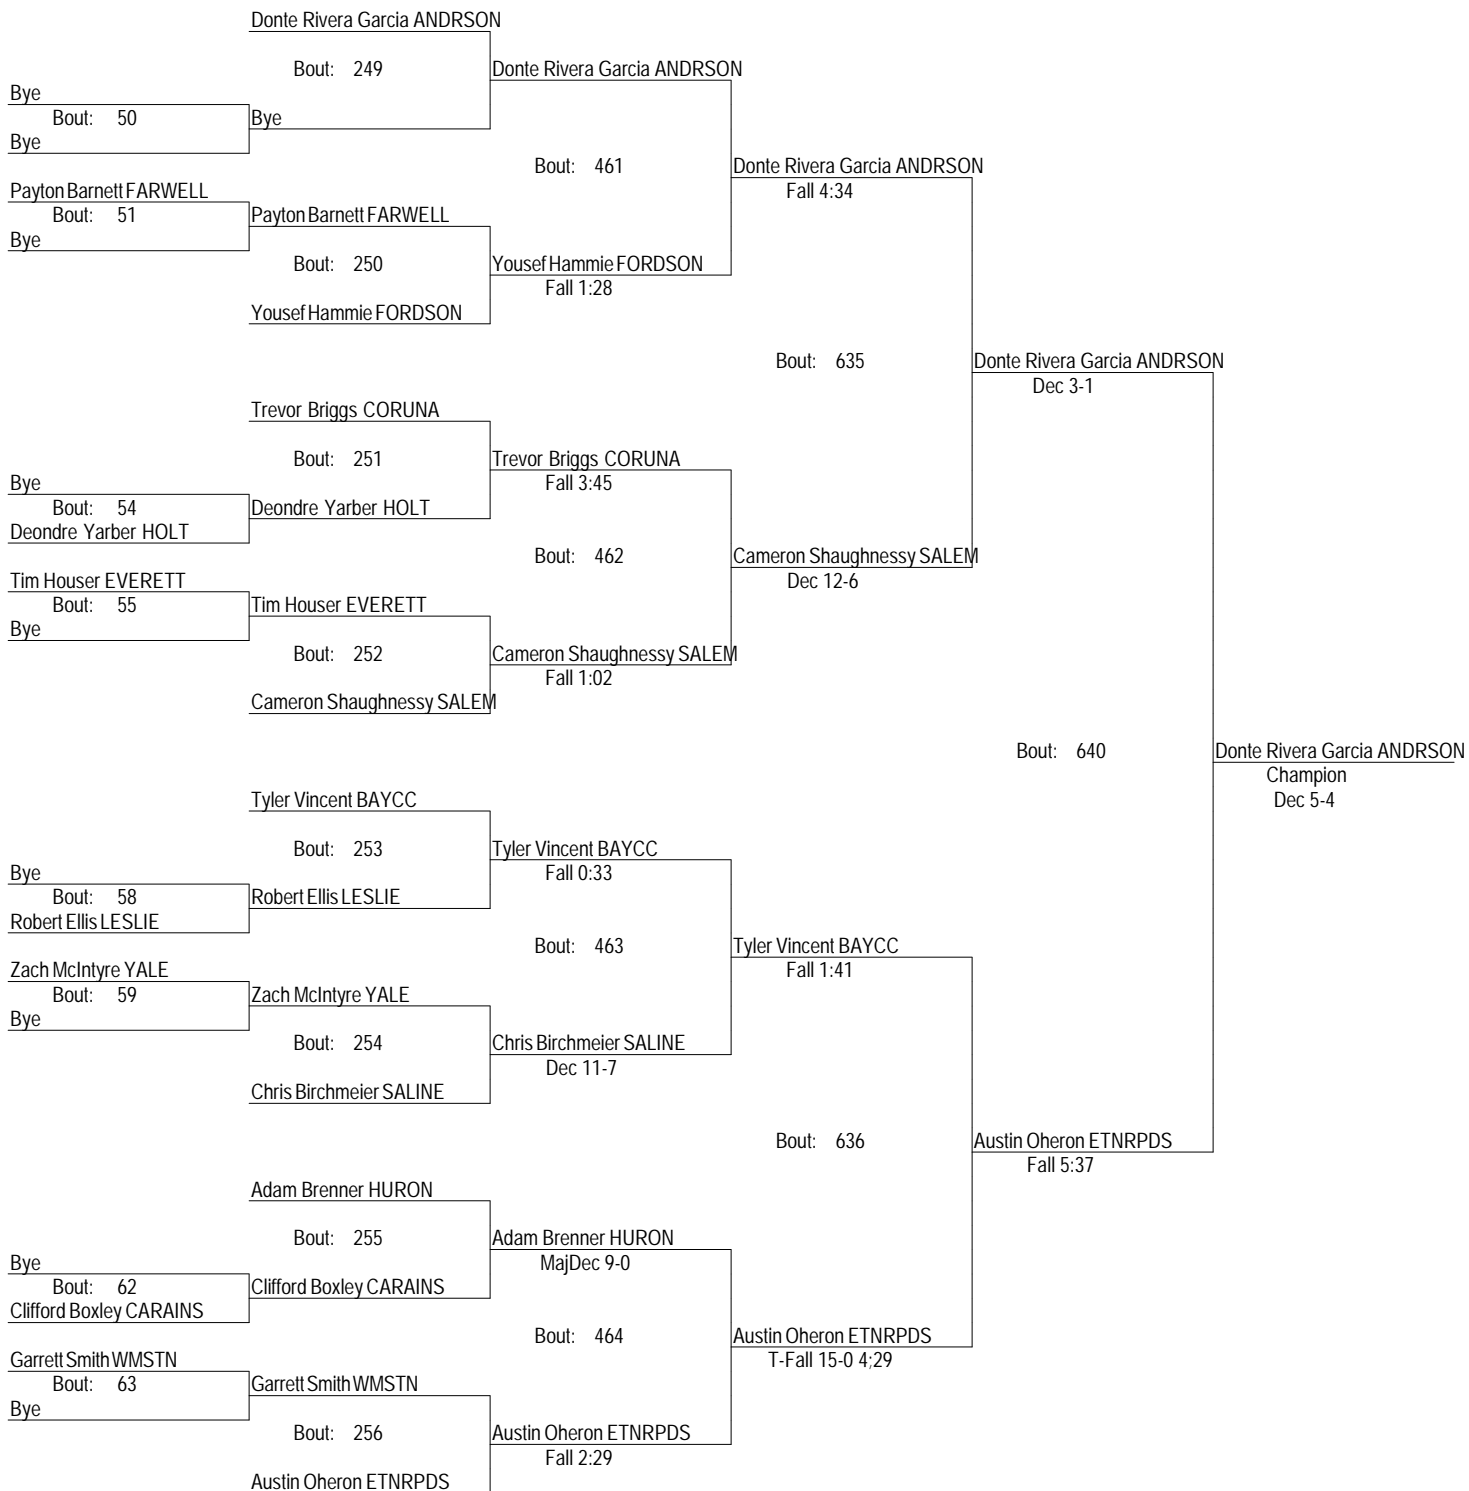 Donte Rivera Garcia ANDRSON
Bout: 249
Donte Rivera Garcia ANDRSON
Bye
Bout: 50
Bye
Bye
Bout: 461
Donte Rivera Garcia ANDRSON
Fall 4:34
Payton Barnett FARWELL
Bout: 51
Payton Barnett FARWELL
Bye
Bout: 250
Yousef Hammie FORDSON
Fall 1:28
Yousef Hammie FORDSON
Bout: 635
Donte Rivera Garcia ANDRSON
Dec 3-1
Trevor Briggs CORUNA
Bout: 251
Trevor Briggs CORUNA
Fall 3:45
Bye
Bout: 54
Deondre Yarber HOLT
Deondre Yarber HOLT
Bout: 462
Cameron Shaughnessy SALEM
Dec 12-6
Tim Houser EVERETT
Bout: 55
Tim Houser EVERETT
Bye
Bout: 252
Cameron Shaughnessy SALEM
Fall 1:02
Cameron Shaughnessy SALEM
Bout: 640
Donte Rivera Garcia ANDRSON
Champion
Dec 5-4
Tyler Vincent BAYCC
Bout: 253
Tyler Vincent BAYCC
Fall 0:33
Bye
Bout: 58
Robert Ellis LESLIE
Robert Ellis LESLIE
Bout: 463
Tyler Vincent BAYCC
Fall 1:41
Zach McIntyre YALE
Bout: 59
Zach McIntyre YALE
Bye
Bout: 254
Chris Birchmeier SALINE
Dec 11-7
Chris Birchmeier SALINE
Bout: 636
Austin Oheron ETNRPDS
Fall 5:37
Adam Brenner HURON
Bout: 255
Adam Brenner HURON
MajDec 9-0
Bye
Bout: 62
Clifford Boxley CARAINS
Clifford Boxley CARAINS
Bout: 464
Austin Oheron ETNRPDS
T-Fall 15-0 4;29
Garrett Smith WMSTN
Bout: 63
Garrett Smith WMSTN
Bye
Bout: 256
Austin Oheron ETNRPDS
Fall 2:29
Austin Oheron ETNRPDS